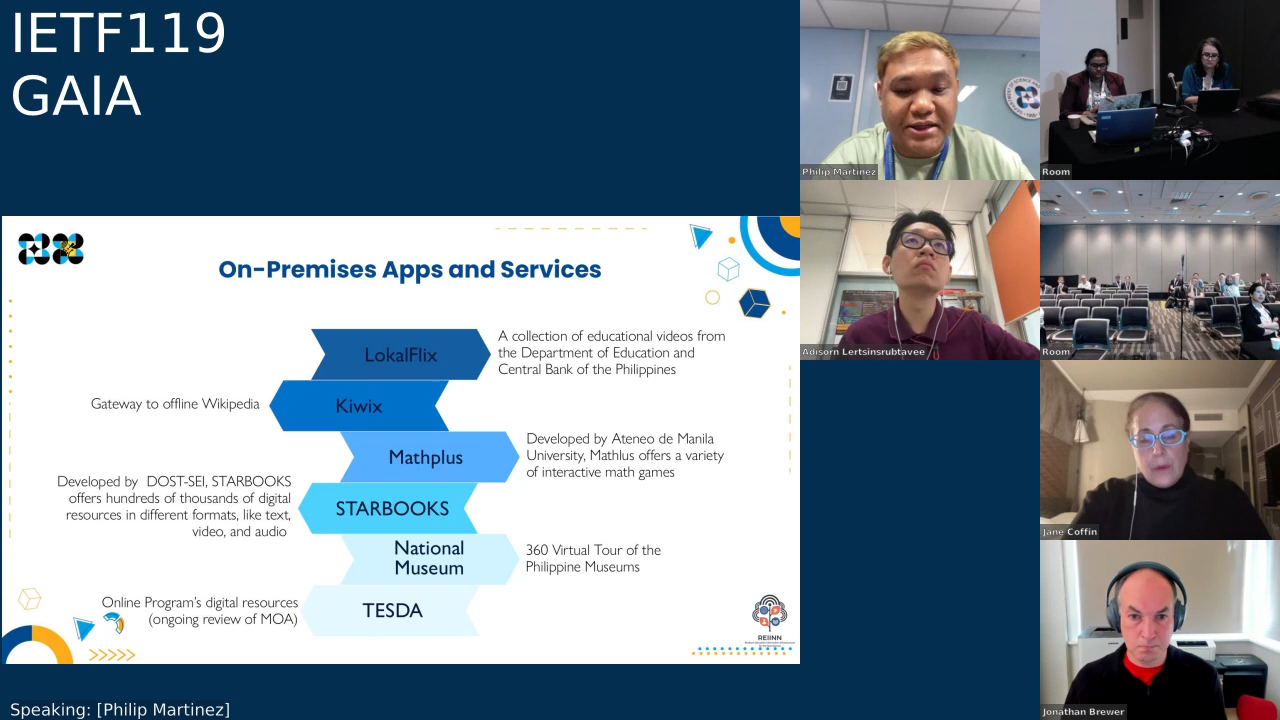 IETF119
GAIA
On-Premises Apps and Services
LokalFlix
A collection of educational videos from
the Department of Education and
Central Bank of the Philippines
Gateway to offline Wikipedia
Kiwix
Mathplus
Developed by Ateneo de Manila
University, Mathlus offers a variety
of interactive math games
Developed by DOST-SEI, STARBOOKS
offers hundreds of thousands of digital
resources in different formats, like text,
video, and audio
STARBOOKS
National
Museum
360 Virtual Tour of the
Philippine Museums
Online Program's digital resources
(ongoing review of MOA)
TESDA
REIINN
Speaking: [Philip Martinez]
Philip Martinez
Room
Adisorn Lertsinsrubtavee
Room
Jane Coffin
Jonathan Brewer